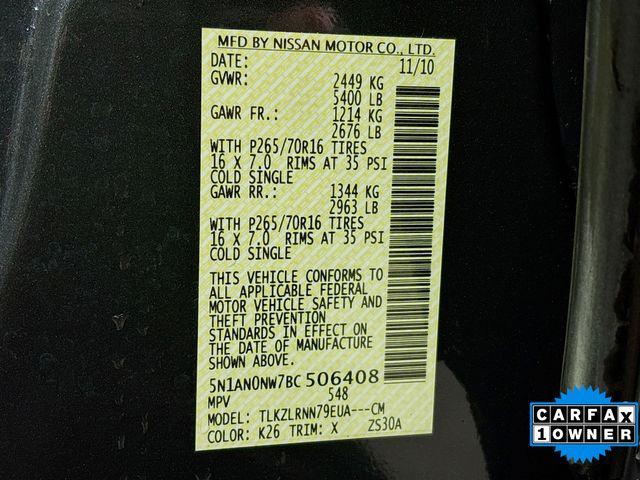 MFD BY NISSAN MOTOR CO., LTD.
DATE: 11/10
GVWR: 2449 KG
5400 LB
GAWR FR.: 1214 KG
2676 LB
WITH P265/70R16 TIRES
16 X 7.0 RIMS AT 35 PSI
COLD SINGLE
GAWR RR.: 1344 KG
2963 LB
WITH P265/70R16 TIRES
16 X 7.0 RIMS AT 35 PSI
COLD SINGLE
THIS VEHICLE CONFORMS TO
ALL APPLICABLE FEDERAL
MOTOR VEHICLE SAFETY AND
THEFT PREVENTION
STANDARDS IN EFFECT ON
THE DATE OF MANUFACTURE
SHOWN ABOVE.
5N1AN0NW7BC506408
MPV 548
MODEL: TLKZLRNN79EUA---CM
COLOR: K26 TRIM: X ZS30A
CARFAX
1 OWNER